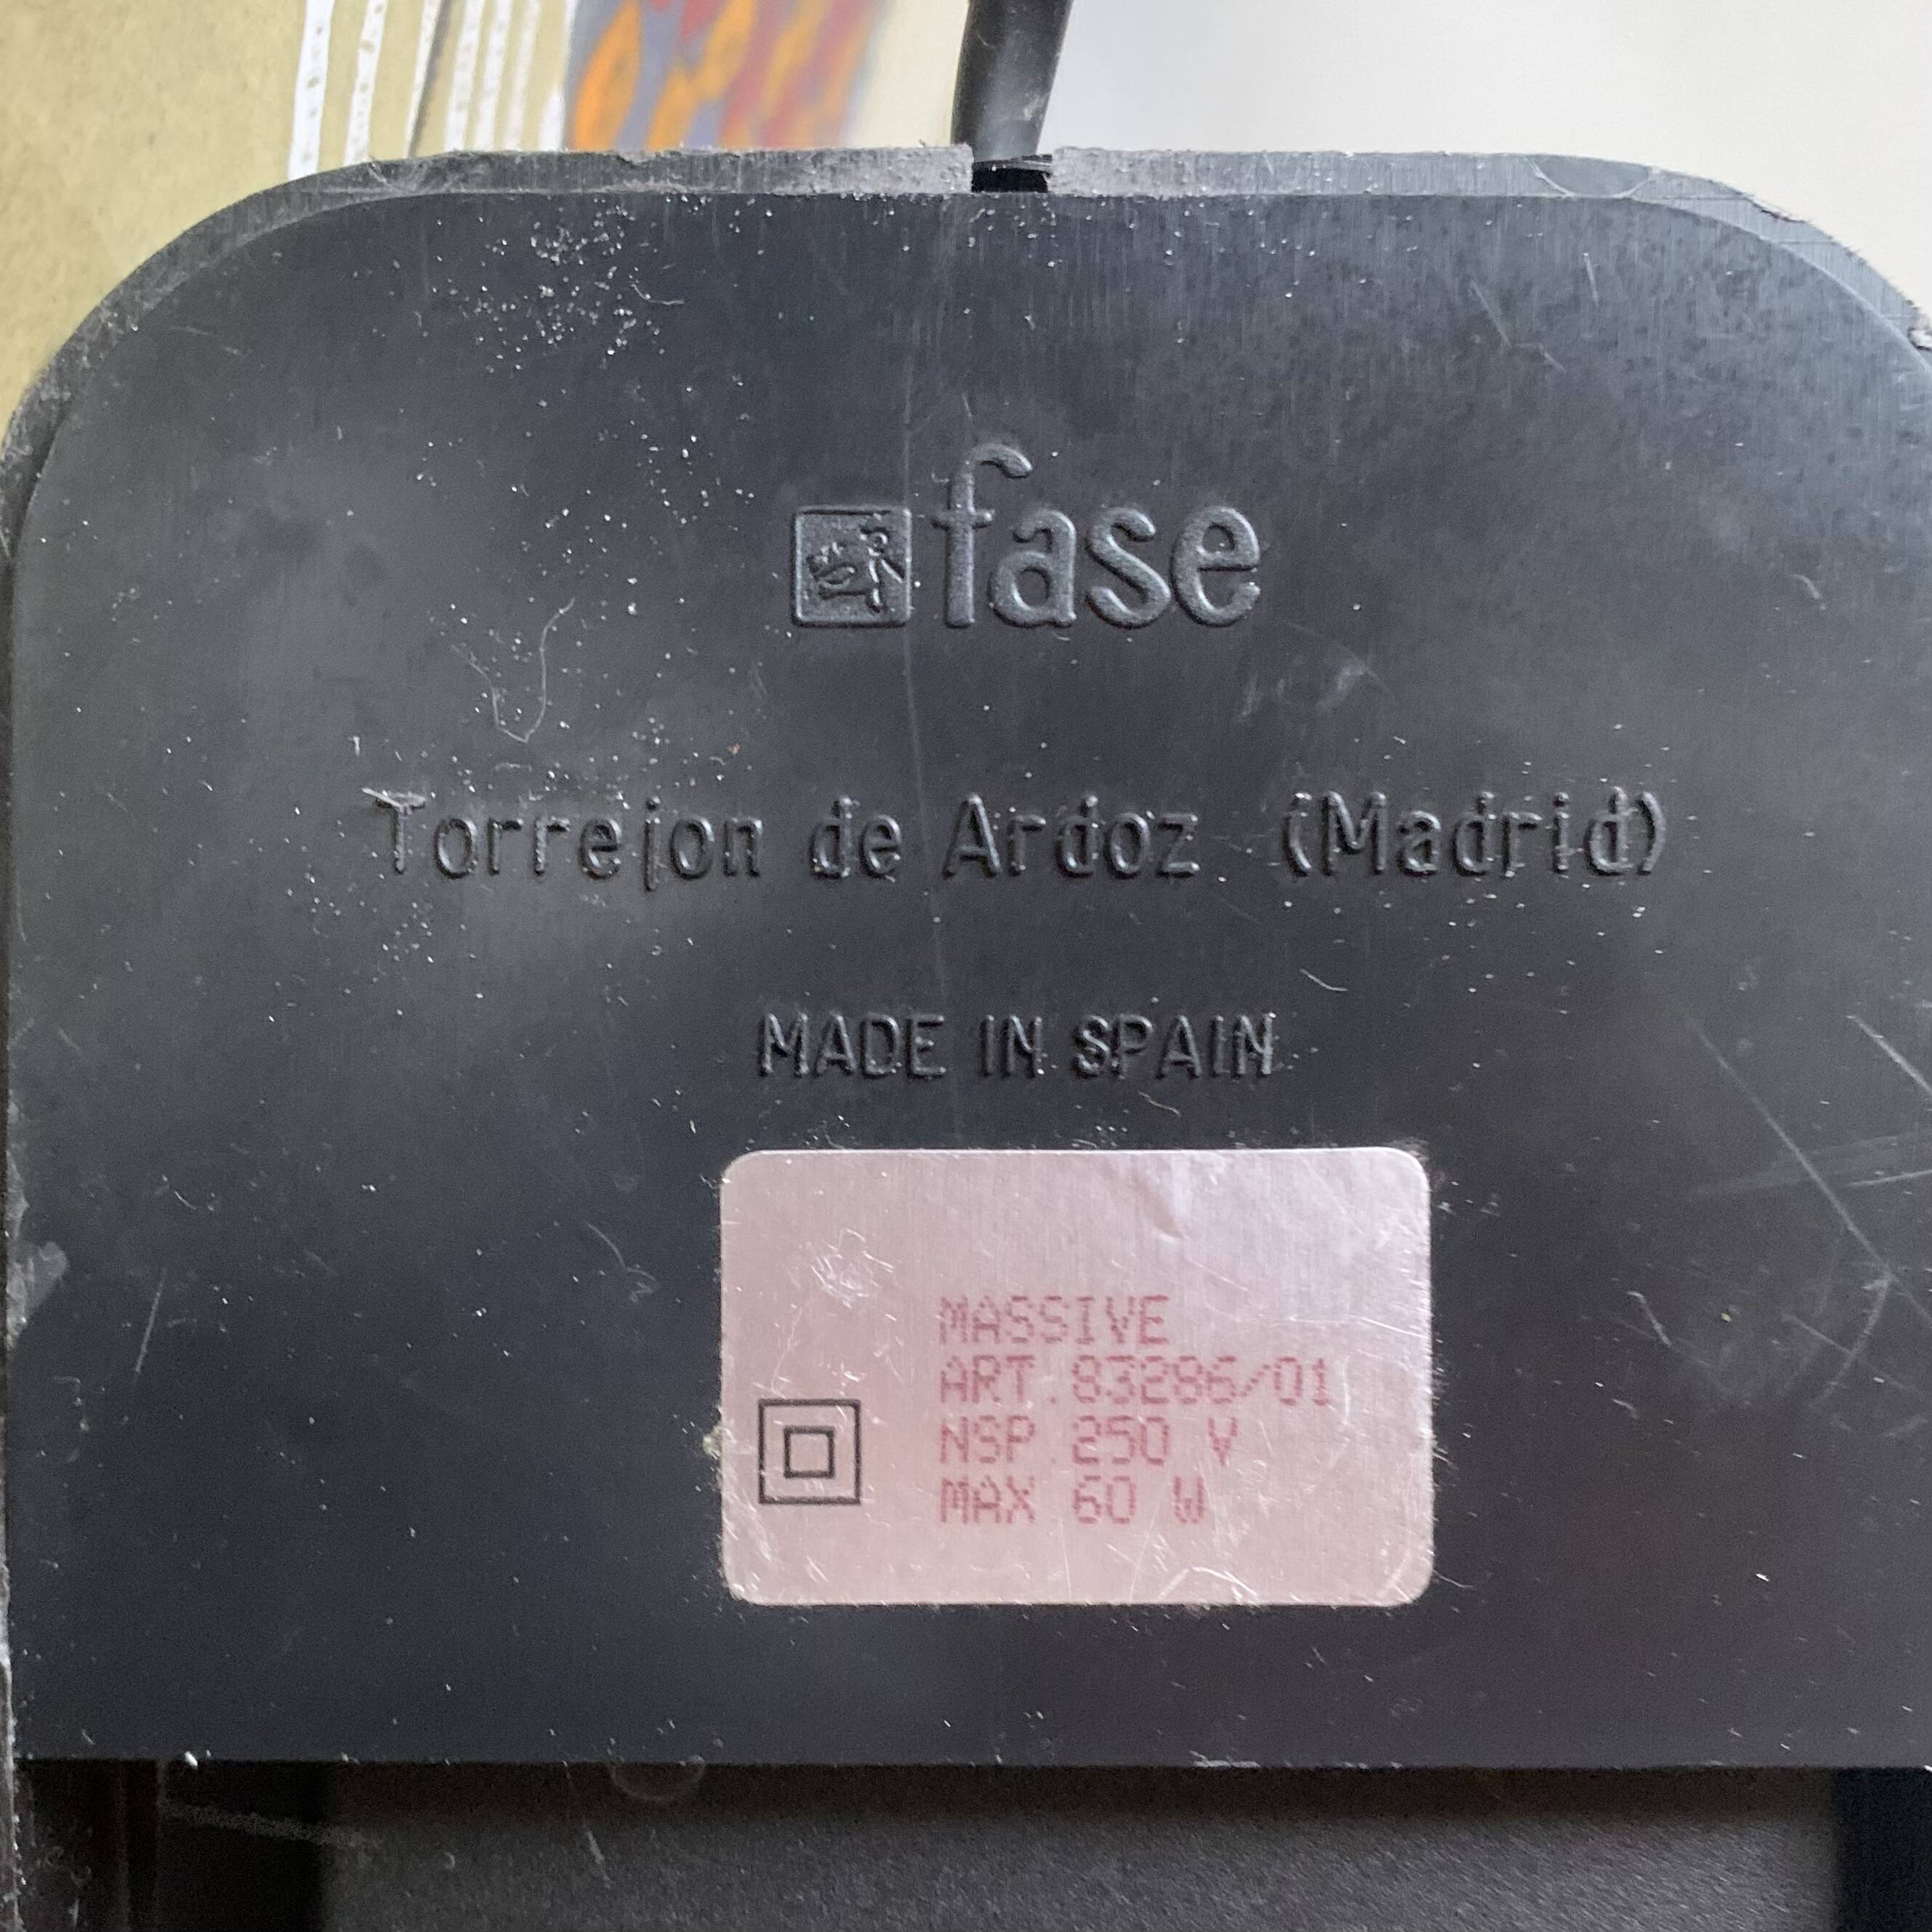 fase
Torrejon de Ardoz (Madrid)
MADE IN SPAIN
MASSIVE
ART.83286/01
NSP.250 V
MAX 60 W